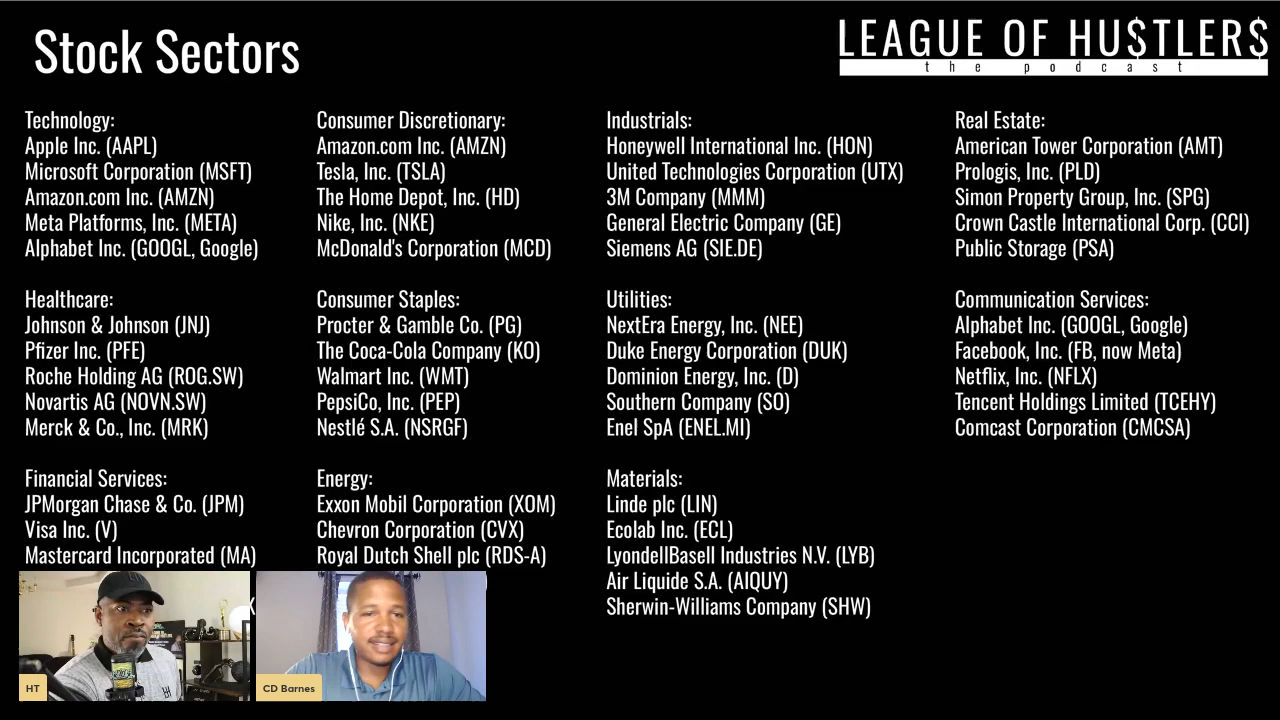 Stock Sectors
LEAGUE OF HU$TLER$
the podcast
Technology:
Apple Inc. (AAPL)
Microsoft Corporation (MSFT)
Amazon.com Inc. (AMZN)
Meta Platforms, Inc. (META)
Alphabet Inc. (GOOGL, Google)
Healthcare:
Johnson & Johnson (JNJ)
Pfizer Inc. (PFE)
Roche Holding AG (ROG.SW)
Novartis AG (NOVN.SW)
Merck & Co., Inc. (MRK)
Financial Services:
JPMorgan Chase & Co. (JPM)
Visa Inc. (V)
Mastercard Incorporated (MA)
Consumer Discretionary:
Amazon.com Inc. (AMZN)
Tesla, Inc. (TSLA)
The Home Depot, Inc. (HD)
Nike, Inc. (NKE)
McDonald's Corporation (MCD)
Consumer Staples:
Procter & Gamble Co. (PG)
The Coca-Cola Company (KO)
Walmart Inc. (WMT)
PepsiCo, Inc. (PEP)
Nestlé S.A. (NSRGF)
Energy:
Exxon Mobil Corporation (XOM)
Chevron Corporation (CVX)
Royal Dutch Shell plc (RDS-A)
Industrials:
Honeywell International Inc. (HON)
United Technologies Corporation (UTX)
3M Company (MMM)
General Electric Company (GE)
Siemens AG (SIE.DE)
Utilities:
NextEra Energy, Inc. (NEE)
Duke Energy Corporation (DUK)
Dominion Energy, Inc. (D)
Southern Company (SO)
Enel SpA (ENEL.MI)
Materials:
Linde plc (LIN)
Ecolab Inc. (ECL)
LyondellBasell Industries N.V. (LYB)
Air Liquide S.A. (AIQUY)
Sherwin-Williams Company (SHW)
Real Estate:
American Tower Corporation (AMT)
Prologis, Inc. (PLD)
Simon Property Group, Inc. (SPG)
Crown Castle International Corp. (CCI)
Public Storage (PSA)
Communication Services:
Alphabet Inc. (GOOGL, Google)
Facebook, Inc. (FB, now Meta)
Netflix, Inc. (NFLX)
Tencent Holdings Limited (TCEHY)
Comcast Corporation (CMCSA)
HT
CD Barnes